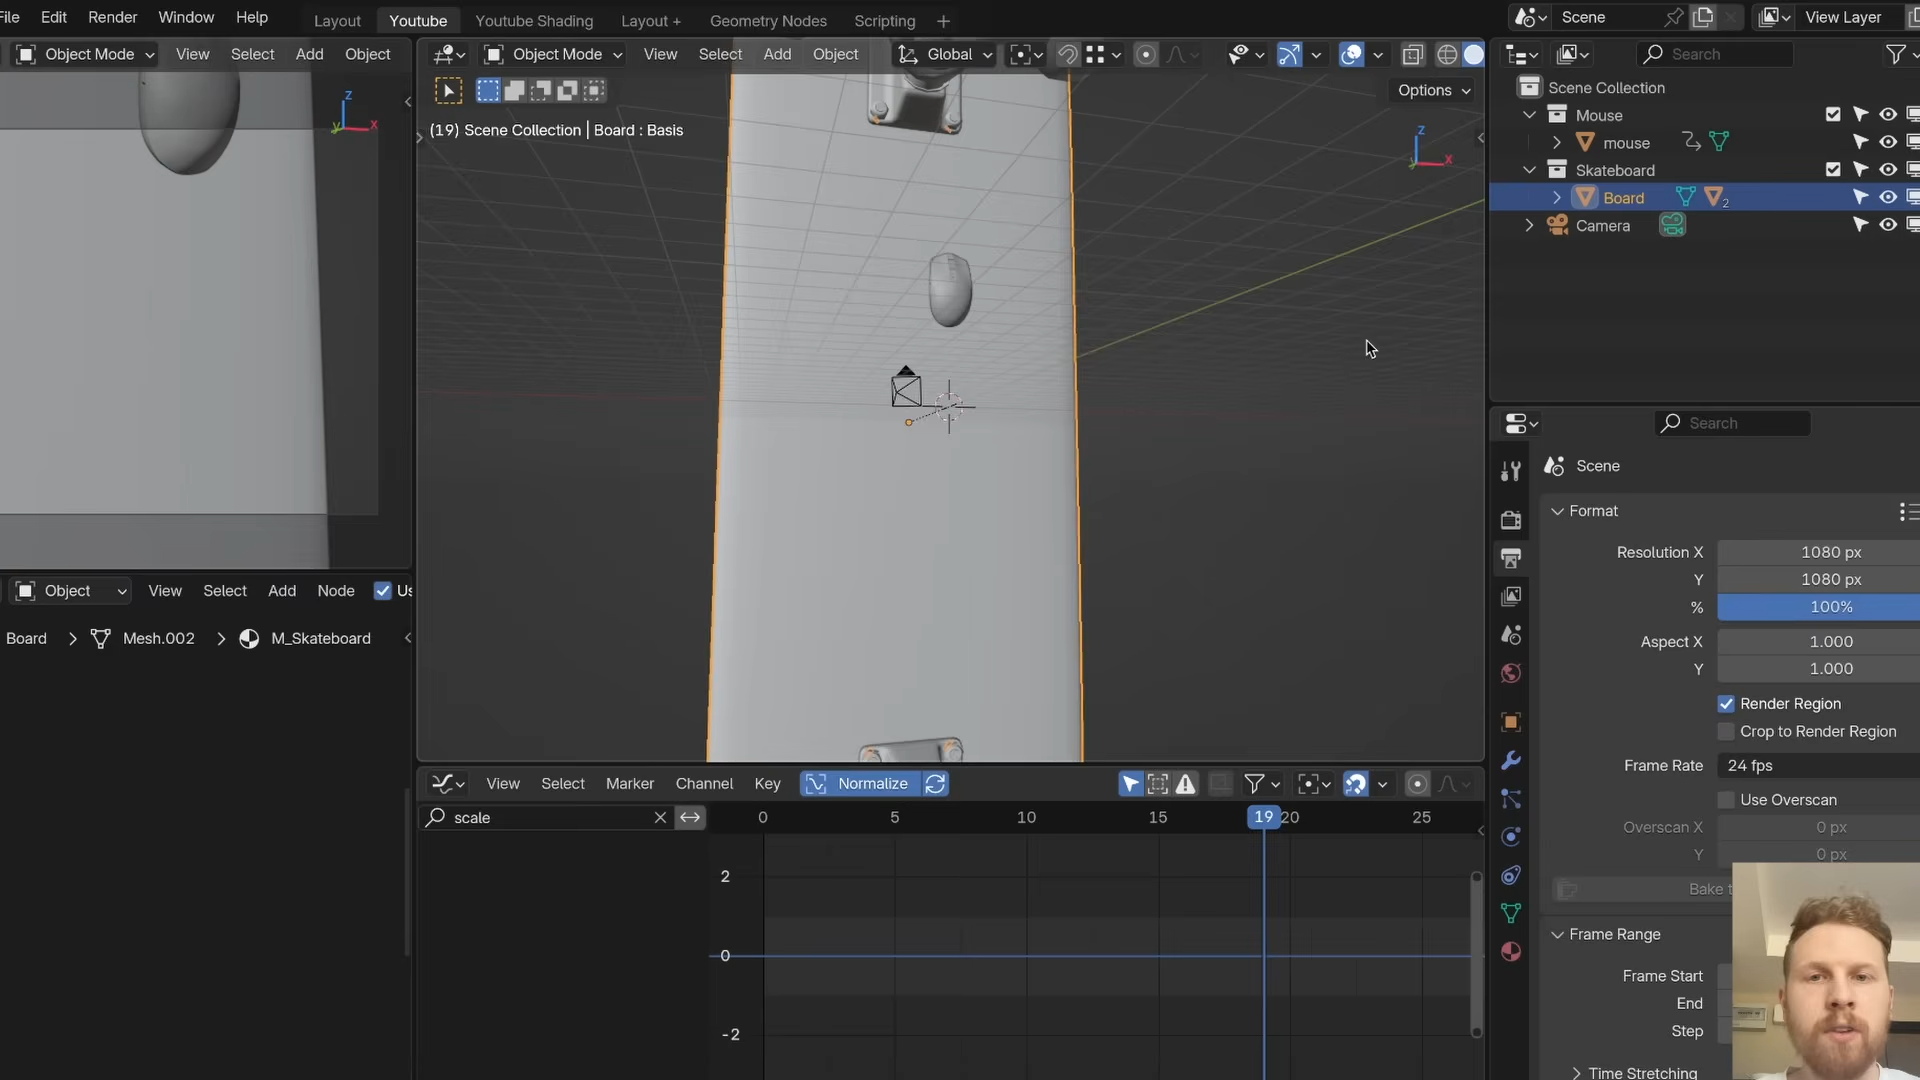 File Edit Render Window Help Layout Youtube Youtube Shading Layout + Geometry Nodes Scripting + Scene View Layer
Object Mode View Select Add Object
Object Mode View Select Add Object Global
Search
Options
(19) Scene Collection | Board : Basis
z
y
x
z
x
Scene Collection
Mouse
mouse
Skateboard
Board 2
Camera
Search
Scene
Format
Resolution X 1080 px
Y 1080 px
% 100%
Aspect X 1.000
Y 1.000
Render Region
Crop to Render Region
Frame Rate 24 fps
Use Overscan
Overscan X 0 px
Y 0 px
Bake t
Frame Range
Frame Start
End
Step
Time Stretching
Object View Select Add Node Us
Board > Mesh.002 > M_Skateboard
View Select Marker Channel Key Normalize
scale
0 5 10 15 19 20 25
2
0
-2